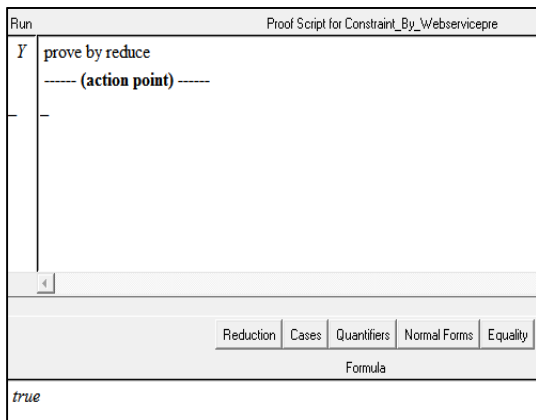 Run Proof Script for Constraint_By_Webservicepre
Y prove by reduce
------ (action point) ------
Reduction Cases Quantifiers Normal Forms Equality
Formula
true